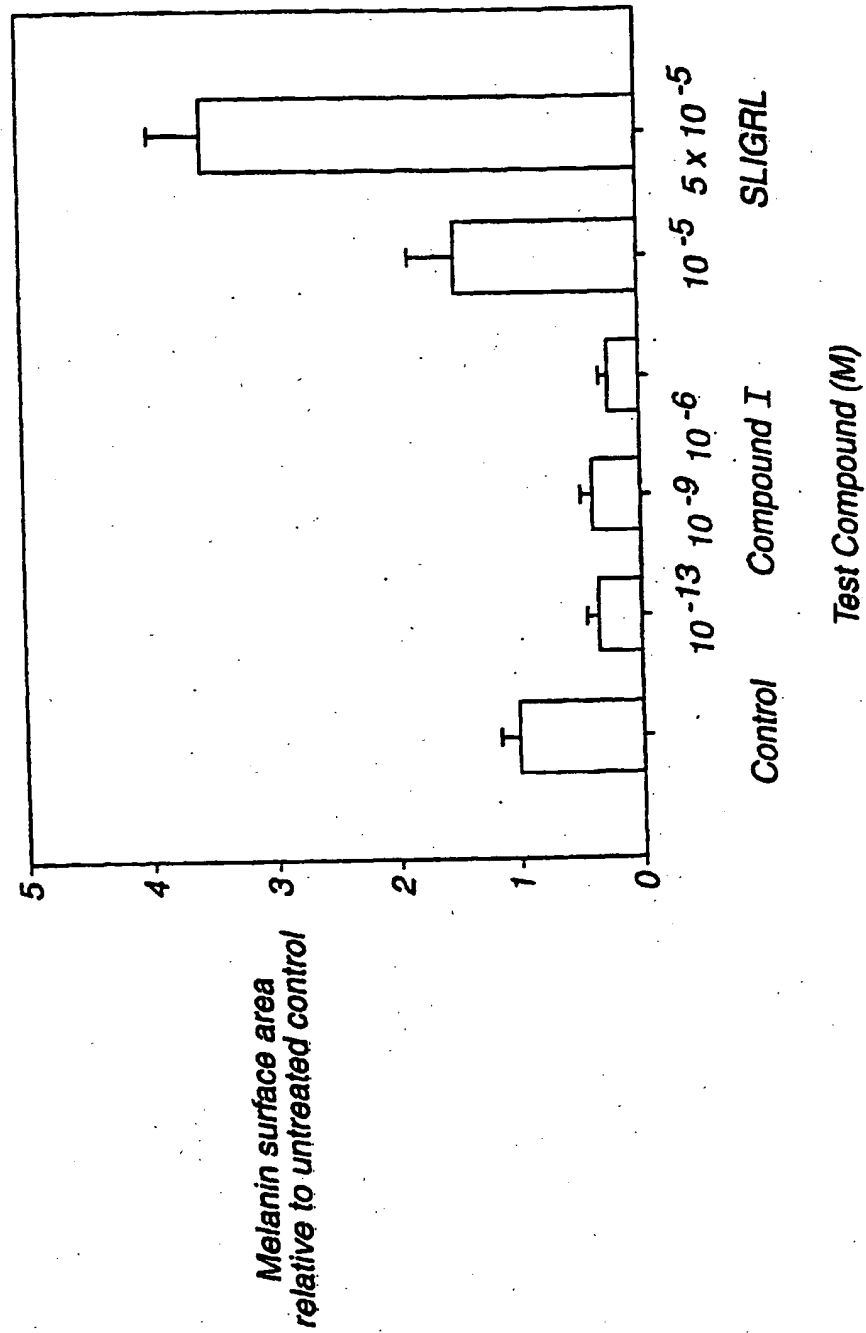 Melanin surface area
relative to untreated control
5
4
3
2
1
0
10-13 10-9 10-6 10-5 5 x 10-5
Control Compound I SLIGRL
Test Compound (M)